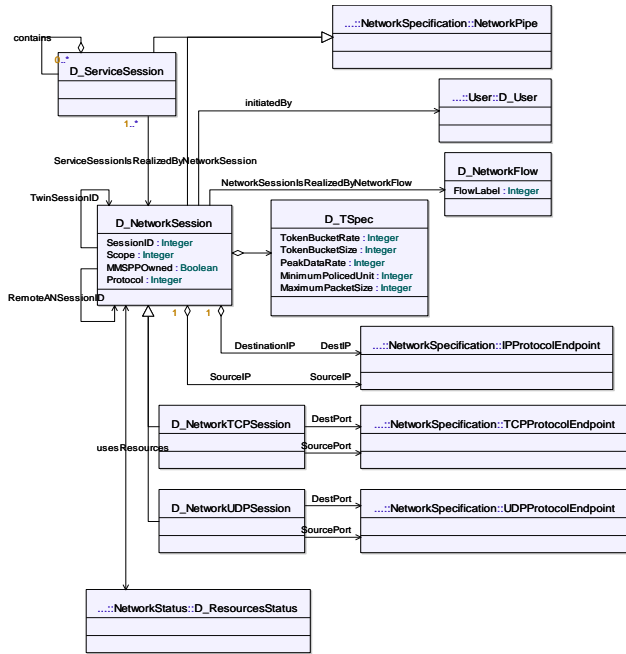 ...::NetworkSpecification::NetworkPipe
contains
0..*
D_ServiceSession
...::User::D_User
initiatedBy
1..*
ServiceSessionIsRealizedByNetworkSession
D_NetworkFlow
FlowLabel : Integer
NetworkSessionIsRealizedByNetworkFlow
TwinSessionID
D_NetworkSession
SessionID : Integer
Scope : Integer
MMSPPOwned : Boolean
Protocol : Integer
D_TSpec
TokenBucketRate : Integer
TokenBucketSize : Integer
PeakDataRate : Integer
MinimumPolicedUnit : Integer
MaximumPacketSize : Integer
RemoteANSessionID
1
1
DestinationIP
DestIP
...::NetworkSpecification::IPProtocolEndpoint
SourceIP
SourceIP
D_NetworkTCPSession
DestPort
...::NetworkSpecification::TCPProtocolEndpoint
SourcePort
usesResources
D_NetworkUDPSession
DestPort
...::NetworkSpecification::UDPProtocolEndpoint
SourcePort
...::NetworkStatus::D_ResourcesStatus